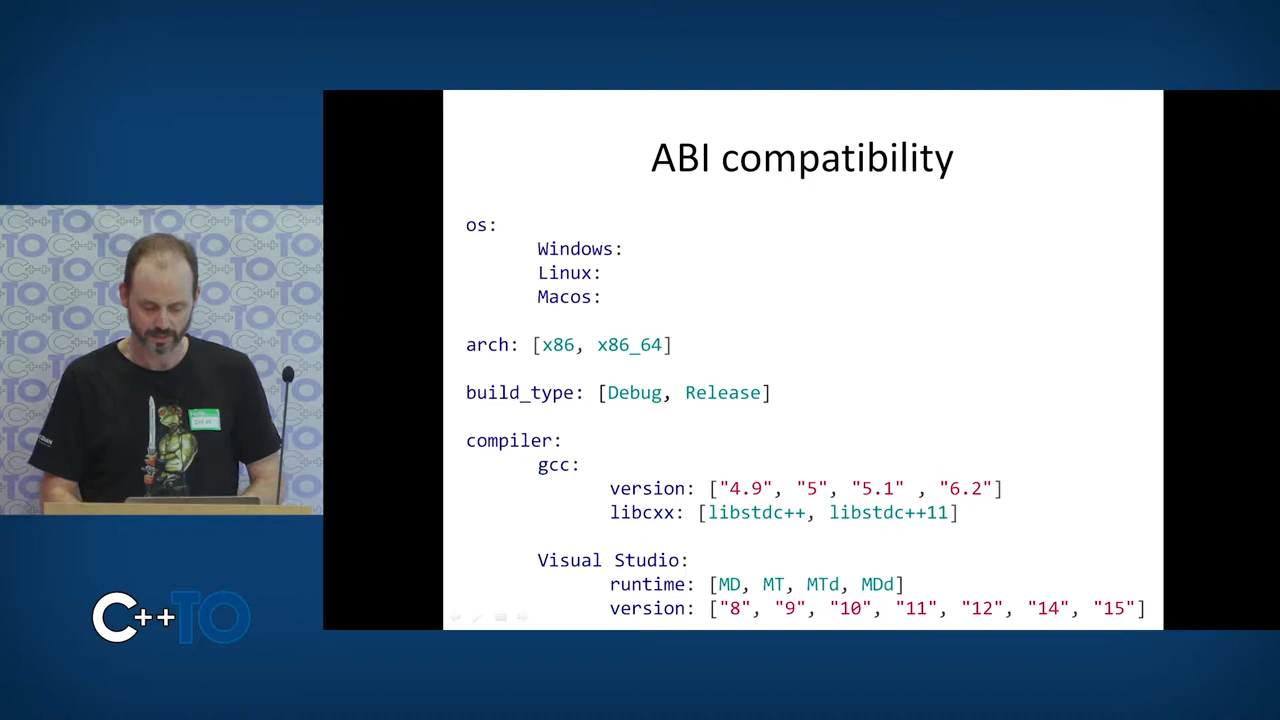 ABI compatibility
os:
Windows:
Linux:
Macos:
arch: [x86, x86_64]
build_type: [Debug, Release]
compiler:
gcc:
version: ["4.9", "5", "5.1" , "6.2"]
libcxx: [libstdc++, libstdc++11]
Visual Studio:
runtime: [MD, MT, MTd, MDd]
version: ["8", "9", "10", "11", "12", "14", "15"]
C++TO